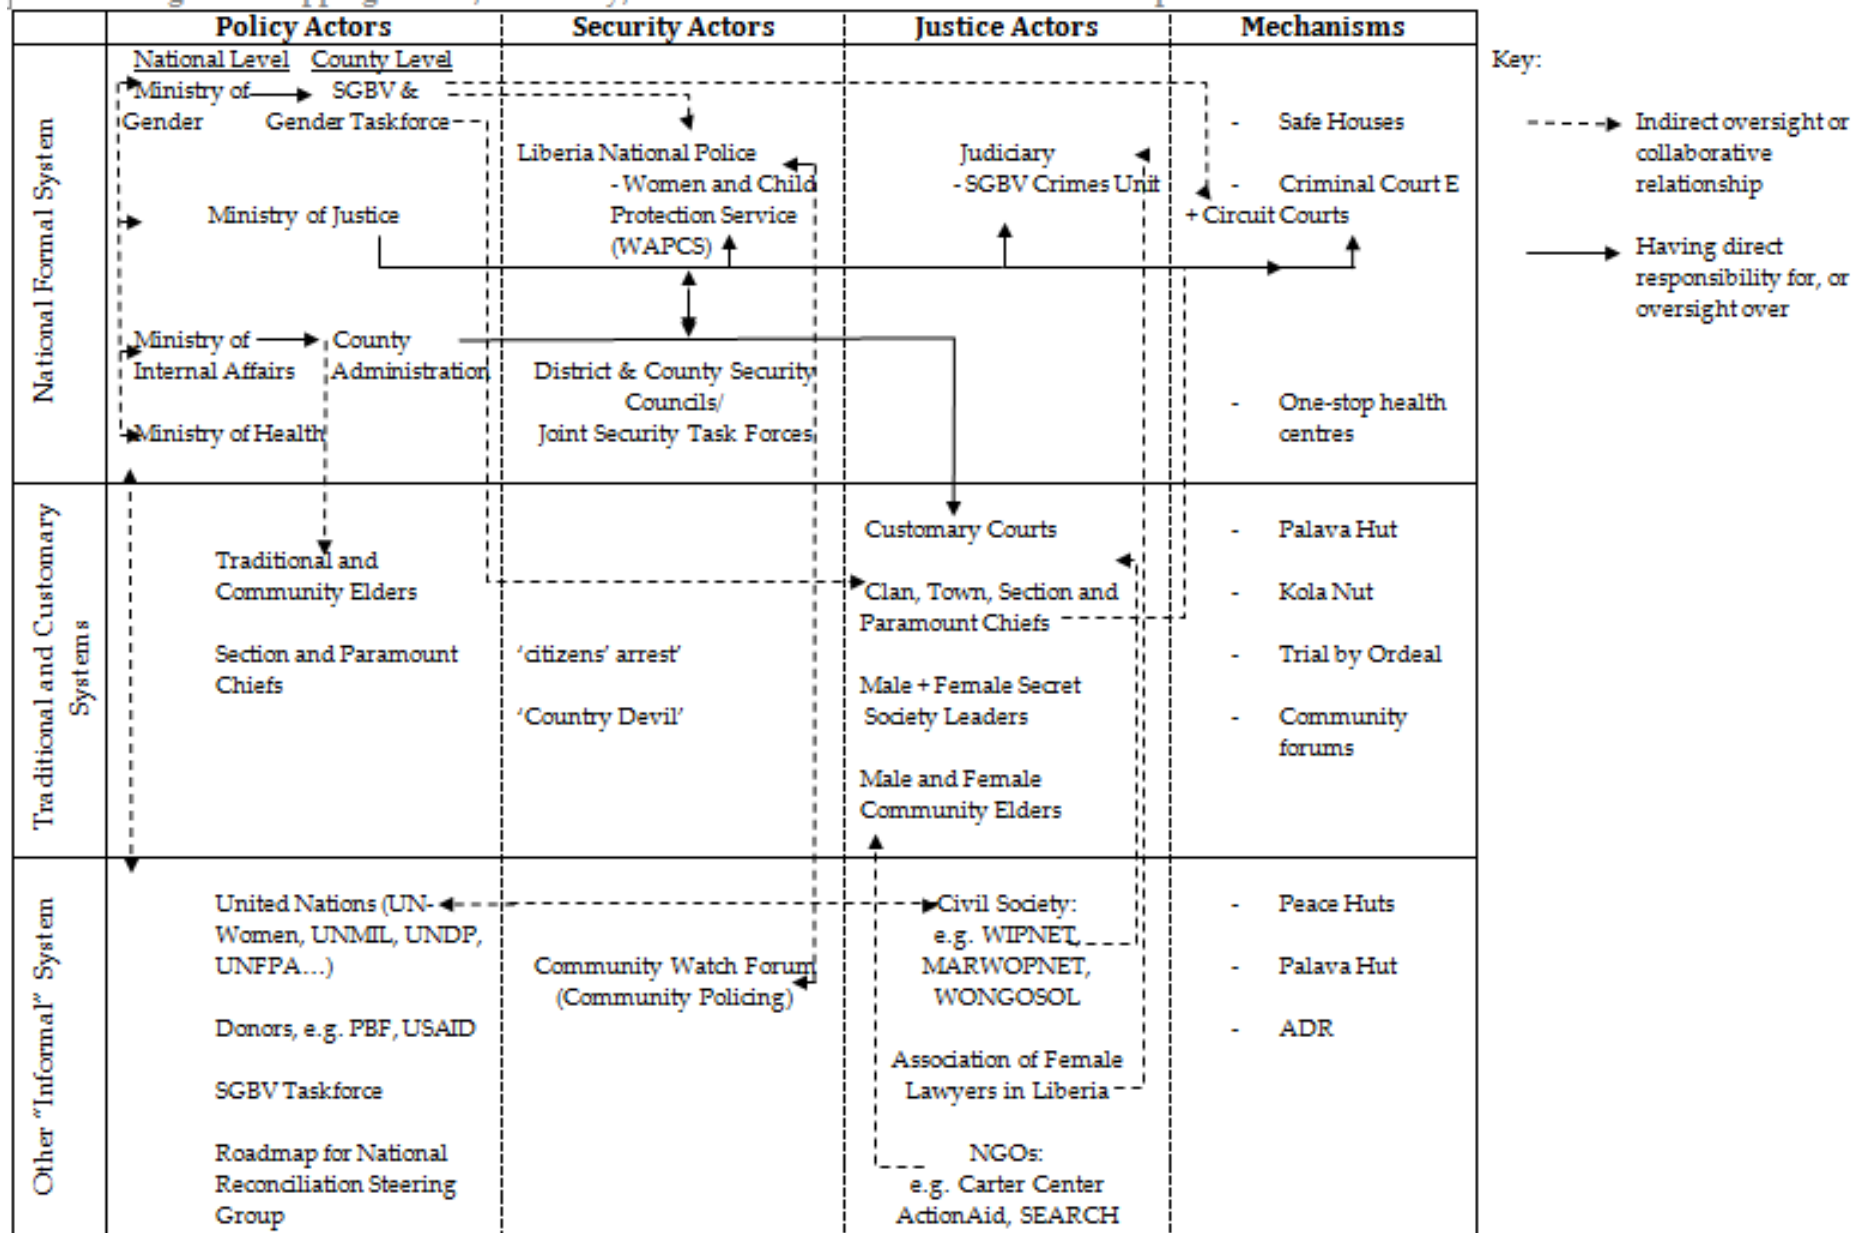 Policy Actors
Security Actors
Justice Actors
Mechanisms
National Formal System
National Level County Level
Ministry of SGBV &
Gender Gender Taskforce
Ministry of Justice
Ministry of County
Internal Affairs Administration
Ministry of Health
Liberia National Police
- Women and Child
Protection Service
(WAPCS)
District & County Security
Councils/
Joint Security Task Forces
Judiciary
- SGBV Crimes Unit
- Safe Houses
- Criminal Court E
+ Circuit Courts
- One-stop health
centres
Traditional and Customary
Systems
Traditional and
Community Elders
Section and Paramount
Chiefs
‘citizens’ arrest’
‘Country Devil’
Customary Courts
Clan, Town, Section and
Paramount Chiefs
Male + Female Secret
Society Leaders
Male and Female
Community Elders
- Palava Hut
- Kola Nut
- Trial by Ordeal
- Community
forums
Other “Informal” System
United Nations (UN-
Women, UNMIL, UNDP,
UNFPA…)
Donors, e.g. PBF, USAID
SGBV Taskforce
Roadmap for National
Reconciliation Steering
Group
Community Watch Forum
(Community Policing)
Civil Society:
e.g. WIPNET,
MARWOPNET,
WONGOSOL
Association of Female
Lawyers in Liberia
NGOs:
e.g. Carter Center
ActionAid, SEARCH
- Peace Huts
- Palava Hut
- ADR
Key:
Indirect oversight or
collaborative
relationship
Having direct
responsibility for, or
oversight over